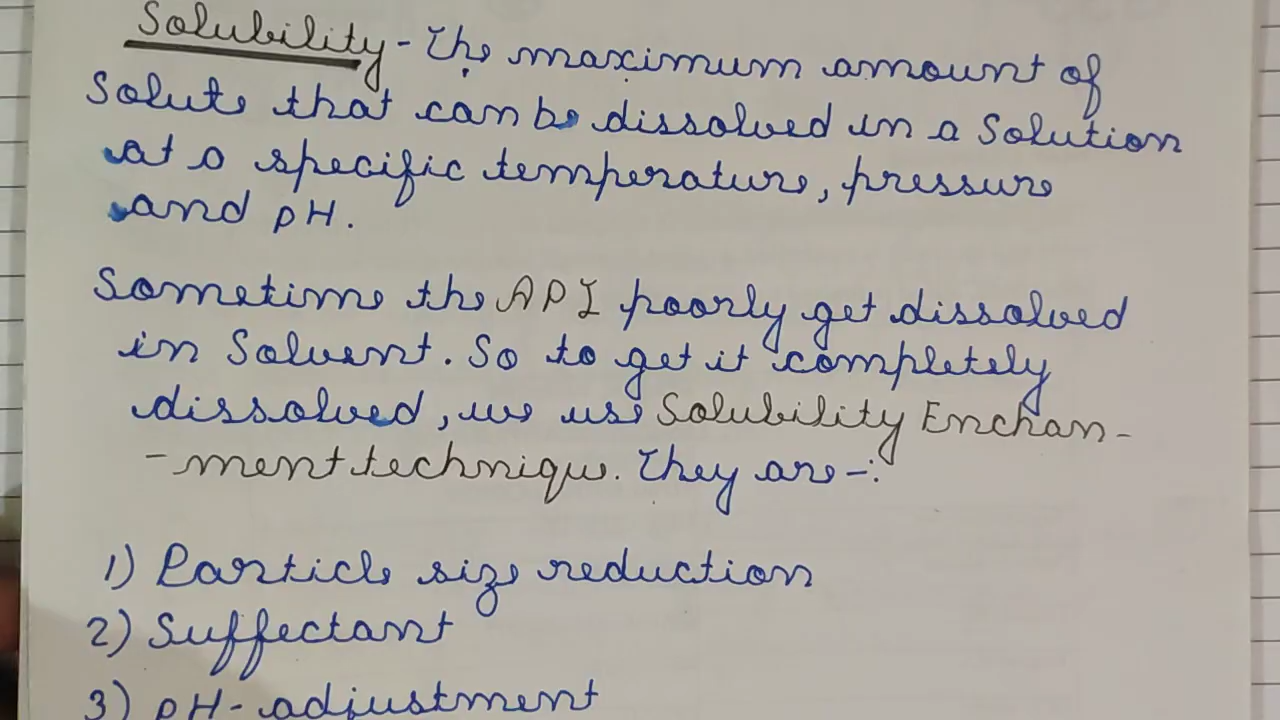 Solubility - The maximum amount of
Solute that can be dissolved in a Solution
at a specific temperature, pressure
and pH.
Sometime the API poorly get dissolved
in Solvent. So to get it completely
dissolved, we use Solubility Enchan-
-ment technique. They are -:
1) Particle size reduction
2) Suffectant
3) pH- adjustment